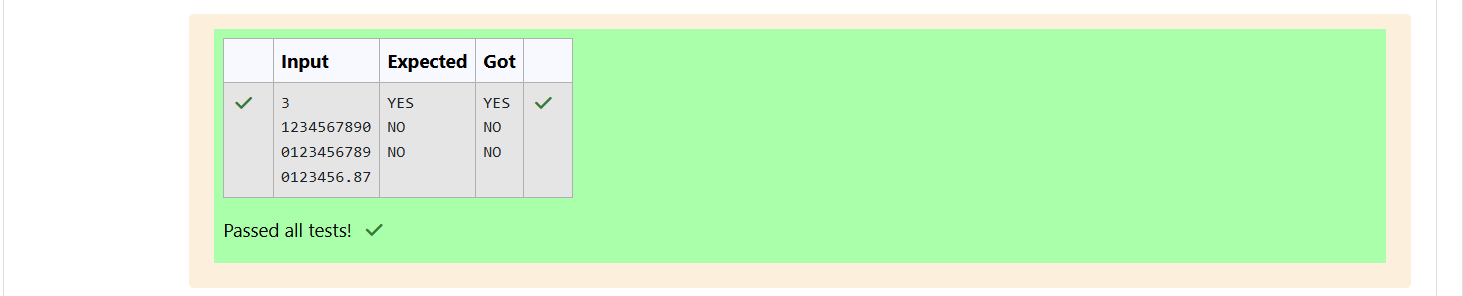 Input Expected Got
3 YES YES
1234567890 NO NO
0123456789 NO NO
0123456.87
Passed all tests!